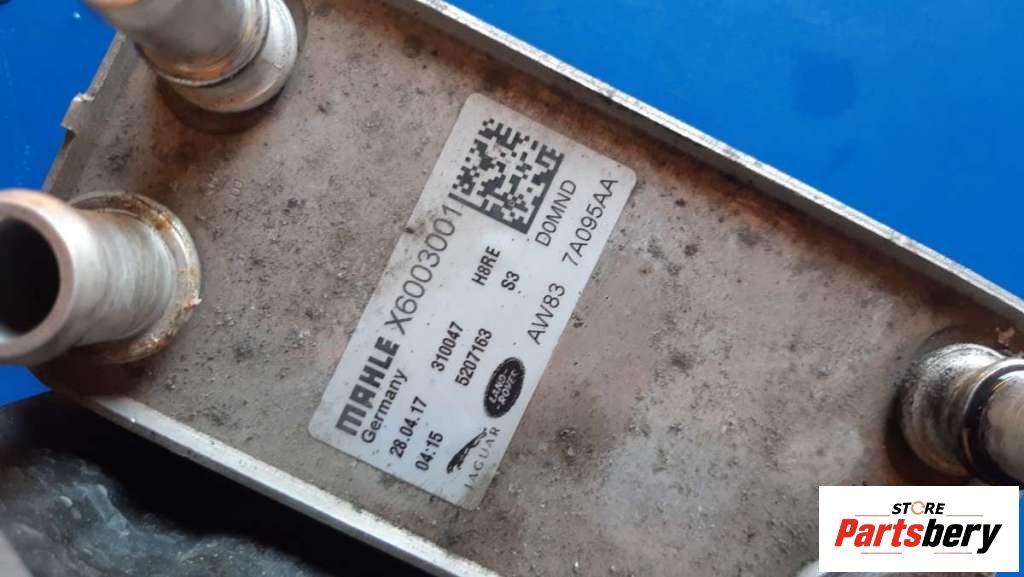 MAHLE X60030001
Germany
28.04.17 310047 H8RE
04:15 5207163 S3
JAGUAR
LAND ROVER
D0MND
AW83 7A095AA
STORE
Partsbery